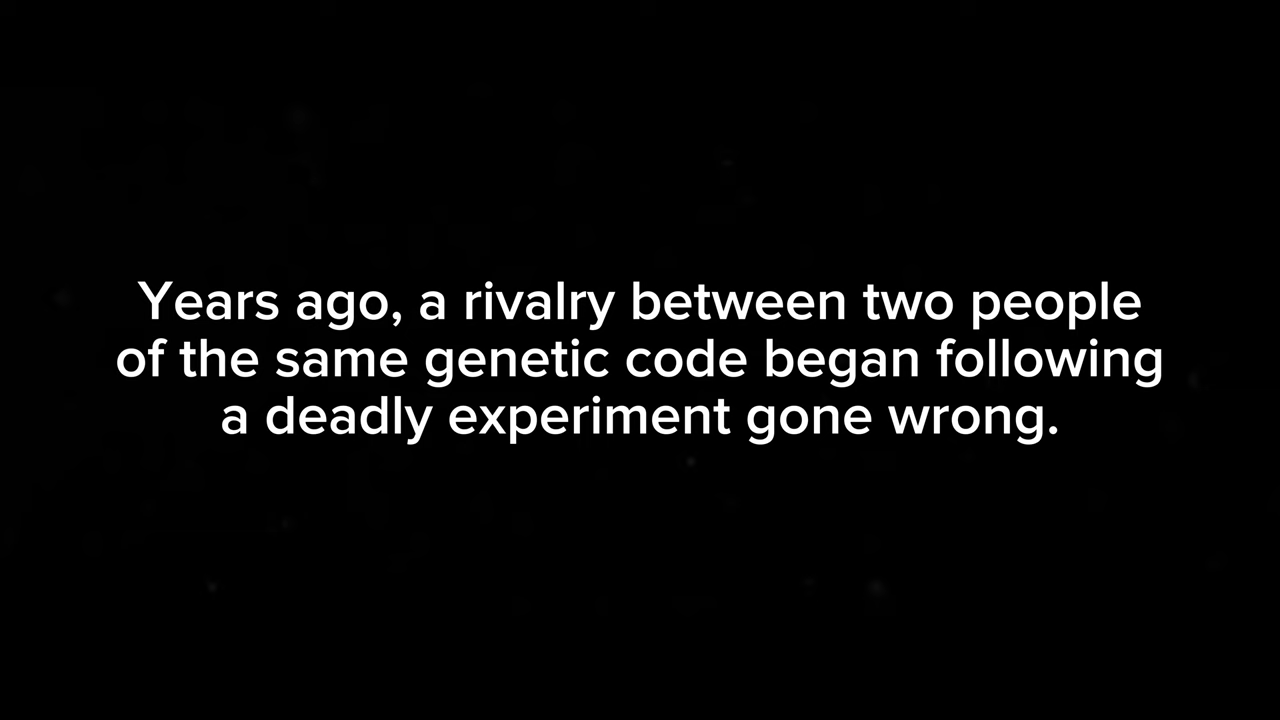 Years ago, a rivalry between two people
of the same genetic code began following
a deadly experiment gone wrong.